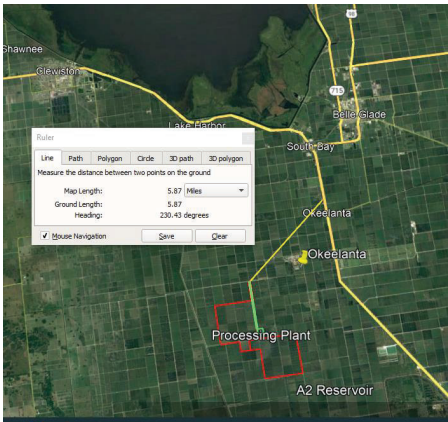 Shawnee
Clewiston
Lake Harbor
715
Belle Glade
South Bay
Ruler
Line Path Polygon Circle 3D path 3D polygon
Measure the distance between two points on the ground
Map Length: 5.87 Miles
Ground Length: 5.87
Heading: 230.43 degrees
Mouse Navigation Save Clear
Okeelanta
Okeelanta
Processing Plant
A2 Reservoir